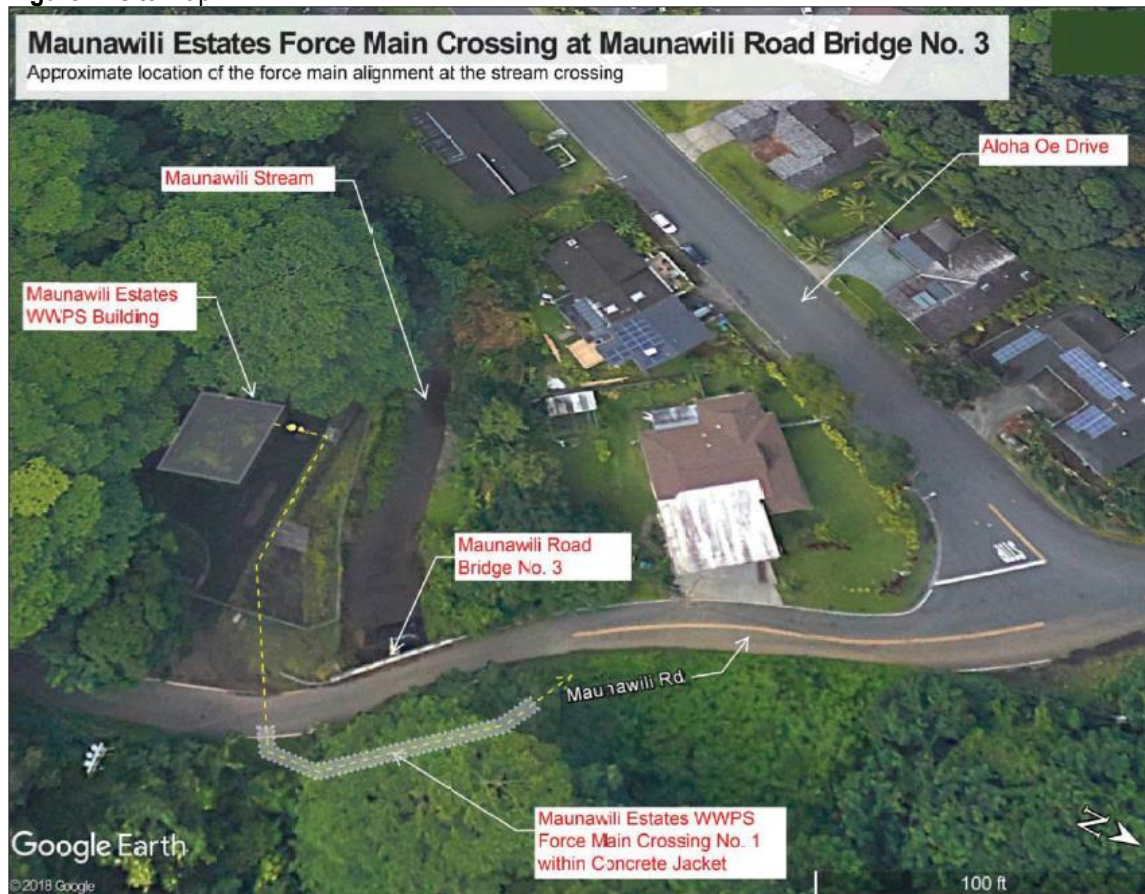 Maunawili Estates Force Main Crossing at Maunawili Road Bridge No. 3
Approximate location of the force main alignment at the stream crossing
Aloha Oe Drive
Maunawili Stream
Maunawili Estates
WWPS Building
Maunawili Road
Bridge No. 3
Maunawili Rd
Maunawili Estates WWPS
Force Main Crossing No. 1
within Concrete Jacket
N
Google Earth
©2018 Google
100 ft